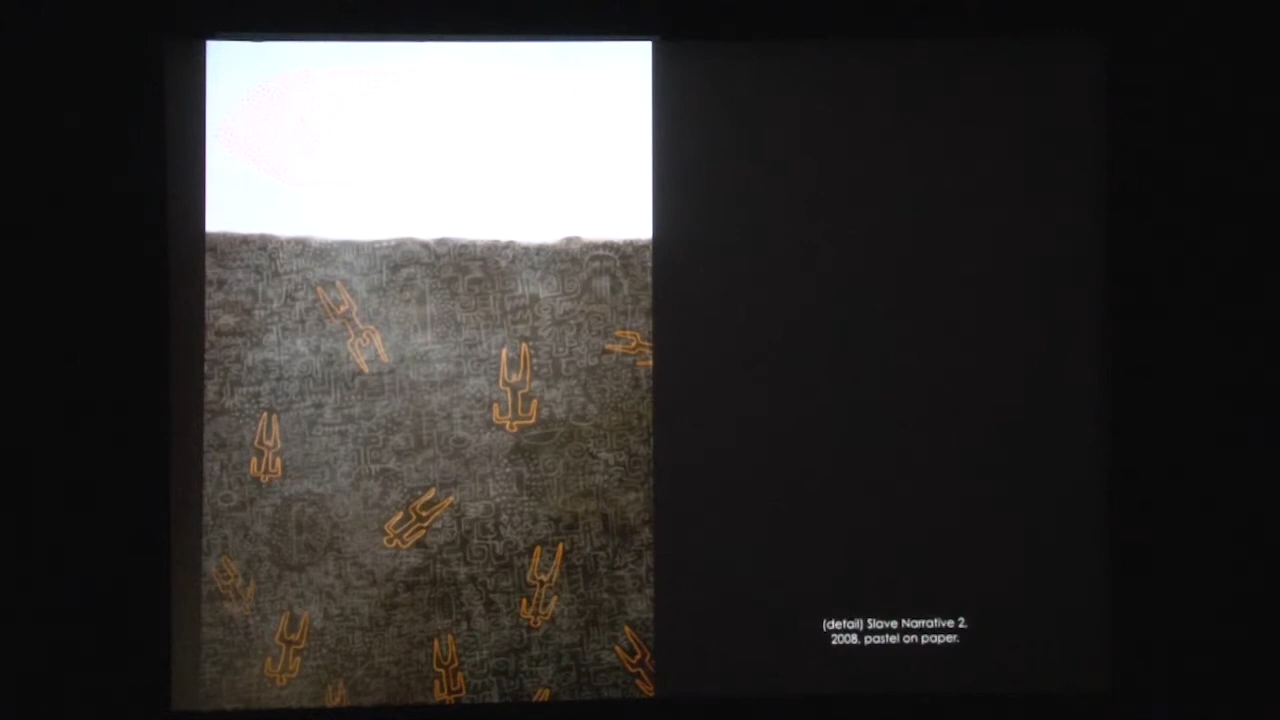 (detail) Slave Narrative 2.
2008. pastel on paper.